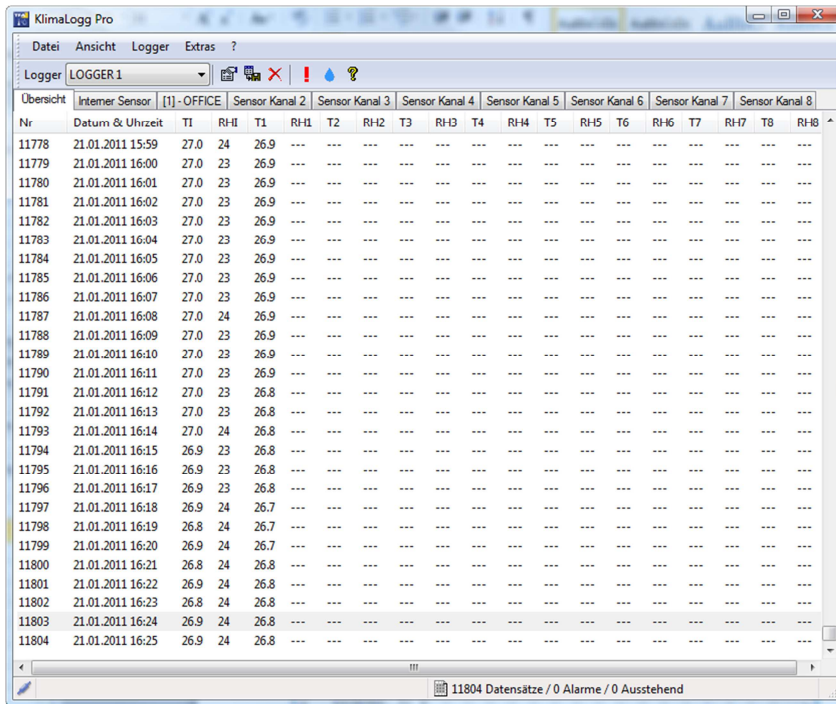 KlimaLogg Pro
Datei Ansicht Logger Extras ?
Logger LOGGER 1
Übersicht Interner Sensor [1] - OFFICE Sensor Kanal 2 Sensor Kanal 3 Sensor Kanal 4 Sensor Kanal 5 Sensor Kanal 6 Sensor Kanal 7 Sensor Kanal 8
Nr Datum & Uhrzeit TI RHI T1 RH1 T2 RH2 T3 RH3 T4 RH4 T5 RH5 T6 RH6 T7 RH7 T8 RH8
11778 21.01.2011 15:59 27.0 24 26.9 --- --- --- --- --- --- --- --- --- --- --- --- --- --- ---
11779 21.01.2011 16:00 27.0 23 26.9 --- --- --- --- --- --- --- --- --- --- --- --- --- --- ---
11780 21.01.2011 16:01 27.0 23 26.9 --- --- --- --- --- --- --- --- --- --- --- --- --- --- ---
11781 21.01.2011 16:02 27.0 23 26.9 --- --- --- --- --- --- --- --- --- --- --- --- --- --- ---
11782 21.01.2011 16:03 27.0 23 26.9 --- --- --- --- --- --- --- --- --- --- --- --- --- --- ---
11783 21.01.2011 16:04 27.0 23 26.9 --- --- --- --- --- --- --- --- --- --- --- --- --- --- ---
11784 21.01.2011 16:05 27.0 23 26.9 --- --- --- --- --- --- --- --- --- --- --- --- --- --- ---
11785 21.01.2011 16:06 27.0 23 26.9 --- --- --- --- --- --- --- --- --- --- --- --- --- --- ---
11786 21.01.2011 16:07 27.0 23 26.9 --- --- --- --- --- --- --- --- --- --- --- --- --- --- ---
11787 21.01.2011 16:08 27.0 24 26.9 --- --- --- --- --- --- --- --- --- --- --- --- --- --- ---
11788 21.01.2011 16:09 27.0 23 26.9 --- --- --- --- --- --- --- --- --- --- --- --- --- --- ---
11789 21.01.2011 16:10 27.0 23 26.9 --- --- --- --- --- --- --- --- --- --- --- --- --- --- ---
11790 21.01.2011 16:11 27.0 23 26.9 --- --- --- --- --- --- --- --- --- --- --- --- --- --- ---
11791 21.01.2011 16:12 27.0 23 26.8 --- --- --- --- --- --- --- --- --- --- --- --- --- --- ---
11792 21.01.2011 16:13 27.0 23 26.8 --- --- --- --- --- --- --- --- --- --- --- --- --- --- ---
11793 21.01.2011 16:14 27.0 24 26.8 --- --- --- --- --- --- --- --- --- --- --- --- --- --- ---
11794 21.01.2011 16:15 26.9 23 26.8 --- --- --- --- --- --- --- --- --- --- --- --- --- --- ---
11795 21.01.2011 16:16 26.9 23 26.8 --- --- --- --- --- --- --- --- --- --- --- --- --- --- ---
11796 21.01.2011 16:17 26.9 23 26.8 --- --- --- --- --- --- --- --- --- --- --- --- --- --- ---
11797 21.01.2011 16:18 26.9 24 26.7 --- --- --- --- --- --- --- --- --- --- --- --- --- --- ---
11798 21.01.2011 16:19 26.8 24 26.7 --- --- --- --- --- --- --- --- --- --- --- --- --- --- ---
11799 21.01.2011 16:20 26.9 24 26.7 --- --- --- --- --- --- --- --- --- --- --- --- --- --- ---
11800 21.01.2011 16:21 26.8 24 26.8 --- --- --- --- --- --- --- --- --- --- --- --- --- --- ---
11801 21.01.2011 16:22 26.9 24 26.8 --- --- --- --- --- --- --- --- --- --- --- --- --- --- ---
11802 21.01.2011 16:23 26.8 24 26.8 --- --- --- --- --- --- --- --- --- --- --- --- --- --- ---
11803 21.01.2011 16:24 26.9 24 26.8 --- --- --- --- --- --- --- --- --- --- --- --- --- --- ---
11804 21.01.2011 16:25 26.9 24 26.8 --- --- --- --- --- --- --- --- --- --- --- --- --- --- ---
11804 Datensätze / 0 Alarme / 0 Ausstehend